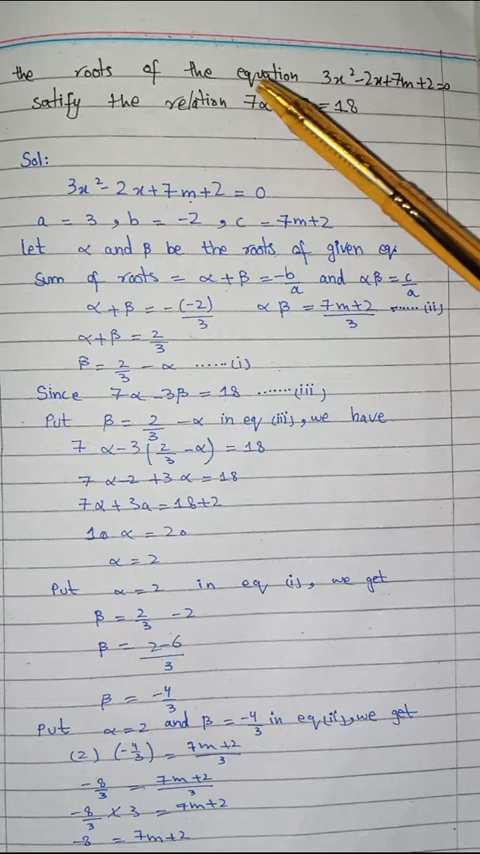 the roots of the equation 3x²-2x+7m+2=0
satify the relation 7α = 18
Sol:
3x²-2x+7m+2=0
a = 3, b = -2, c = 7m+2
Let α and β be the roots of given eq.
Sum of roots = α+β = -b/a and αβ = c/a
α+β = -(-2)/3 αβ = 7m+2/3 ......(ii)
α+β = 2/3
β = 2/3 - α ......(i)
Since 7α-3β = 18 .......(iii)
Put β = 2/3 - α in eq (iii), we have
7α-3(2/3 - α) = 18
7α-2+3α=18
7α+3α=18+2
10α = 20
α = 2
Put α=2 in eq (i), we get
β = 2/3 - 2
β = 2-6/3
β = -4/3
Put α=2 and β = -4/3 in eq(ii), we get
(2)(-4/3) = 7m+2/3
-8/3 = 7m+2/3
-8/3 × 3 = 7m+2
-8 = 7m+2